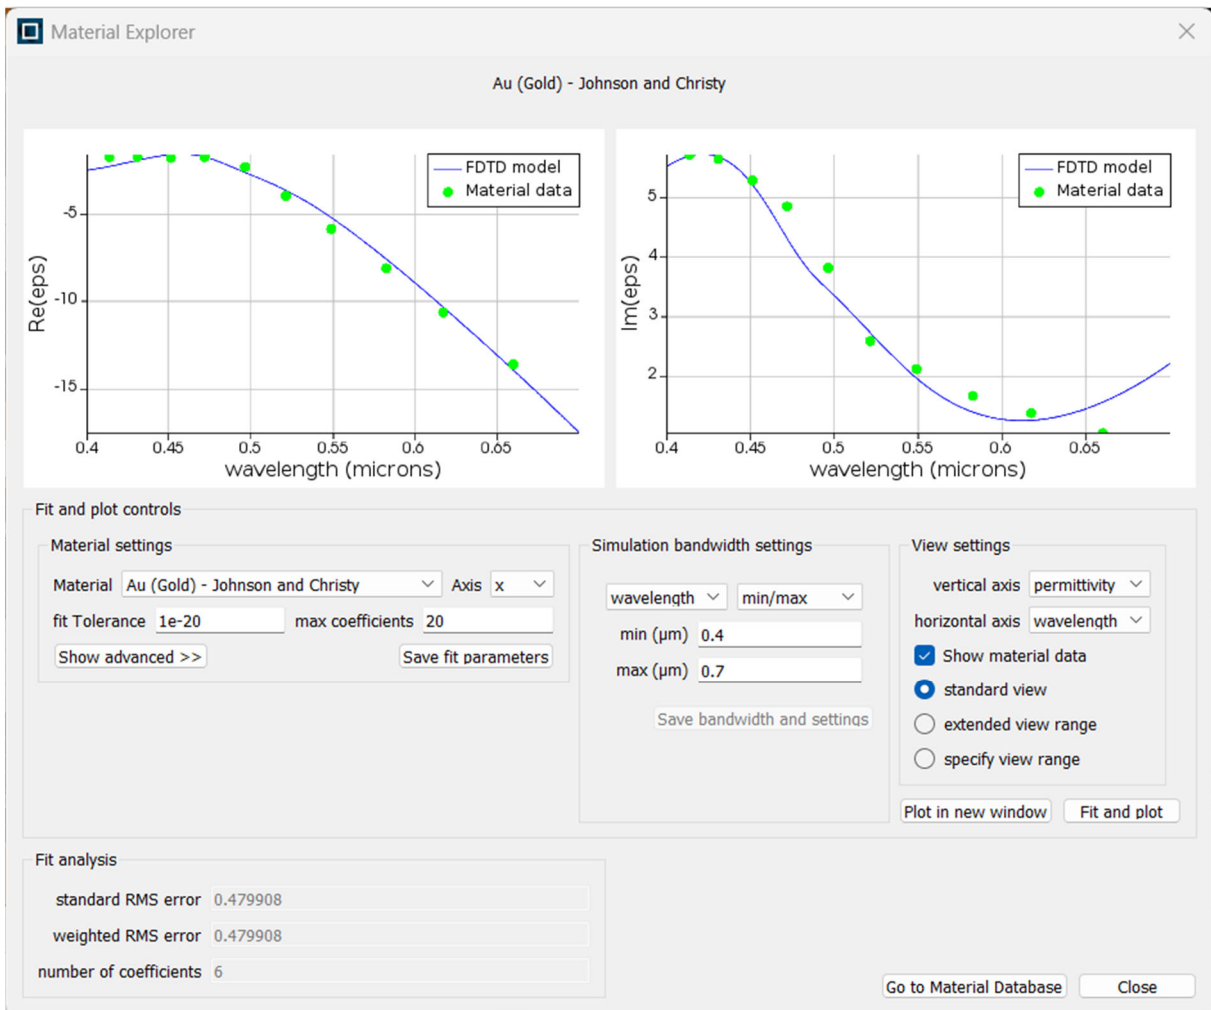 Material Explorer
Au (Gold) - Johnson and Christy
FDTD model
Material data
-5
-10
-15
Re(eps)
0.4 0.45 0.5 0.55 0.6 0.65
wavelength (microns)
FDTD model
Material data
5
4
3
2
Im(eps)
0.4 0.45 0.5 0.55 0.6 0.65
wavelength (microns)
Fit and plot controls
Material settings
Material Au (Gold) - Johnson and Christy Axis x
fit Tolerance 1e-20 max coefficients 20
Show advanced >> Save fit parameters
Simulation bandwidth settings
wavelength min/max
min (μm) 0.4
max (μm) 0.7
Save bandwidth and settings
View settings
vertical axis permittivity
horizontal axis wavelength
Show material data
standard view
extended view range
specify view range
Plot in new window Fit and plot
Fit analysis
standard RMS error 0.479908
weighted RMS error 0.479908
number of coefficients 6
Go to Material Database Close